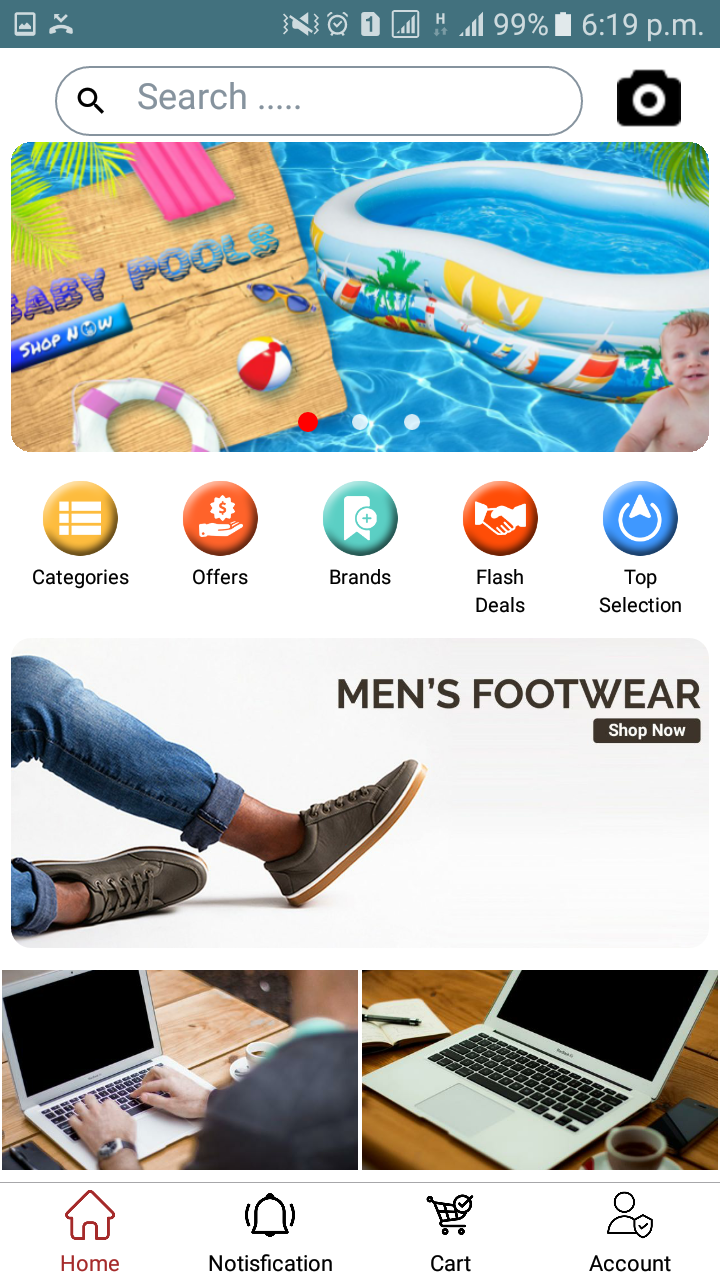 1 H 99% 6:19 p.m.
Search .....
BABY POOLS
SHOP NOW
Categories
Offers
Brands
Flash
Deals
Top
Selection
MEN'S FOOTWEAR
Shop Now
Home
Notisfication
Cart
Account